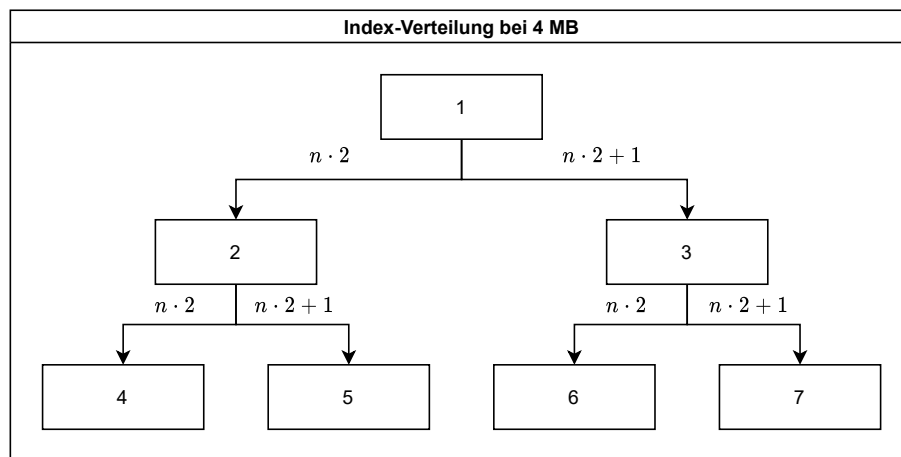 Index-Verteilung bei 4 MB
1
n · 2
n · 2 + 1
2
3
n · 2
n · 2 + 1
n · 2
n · 2 + 1
4
5
6
7